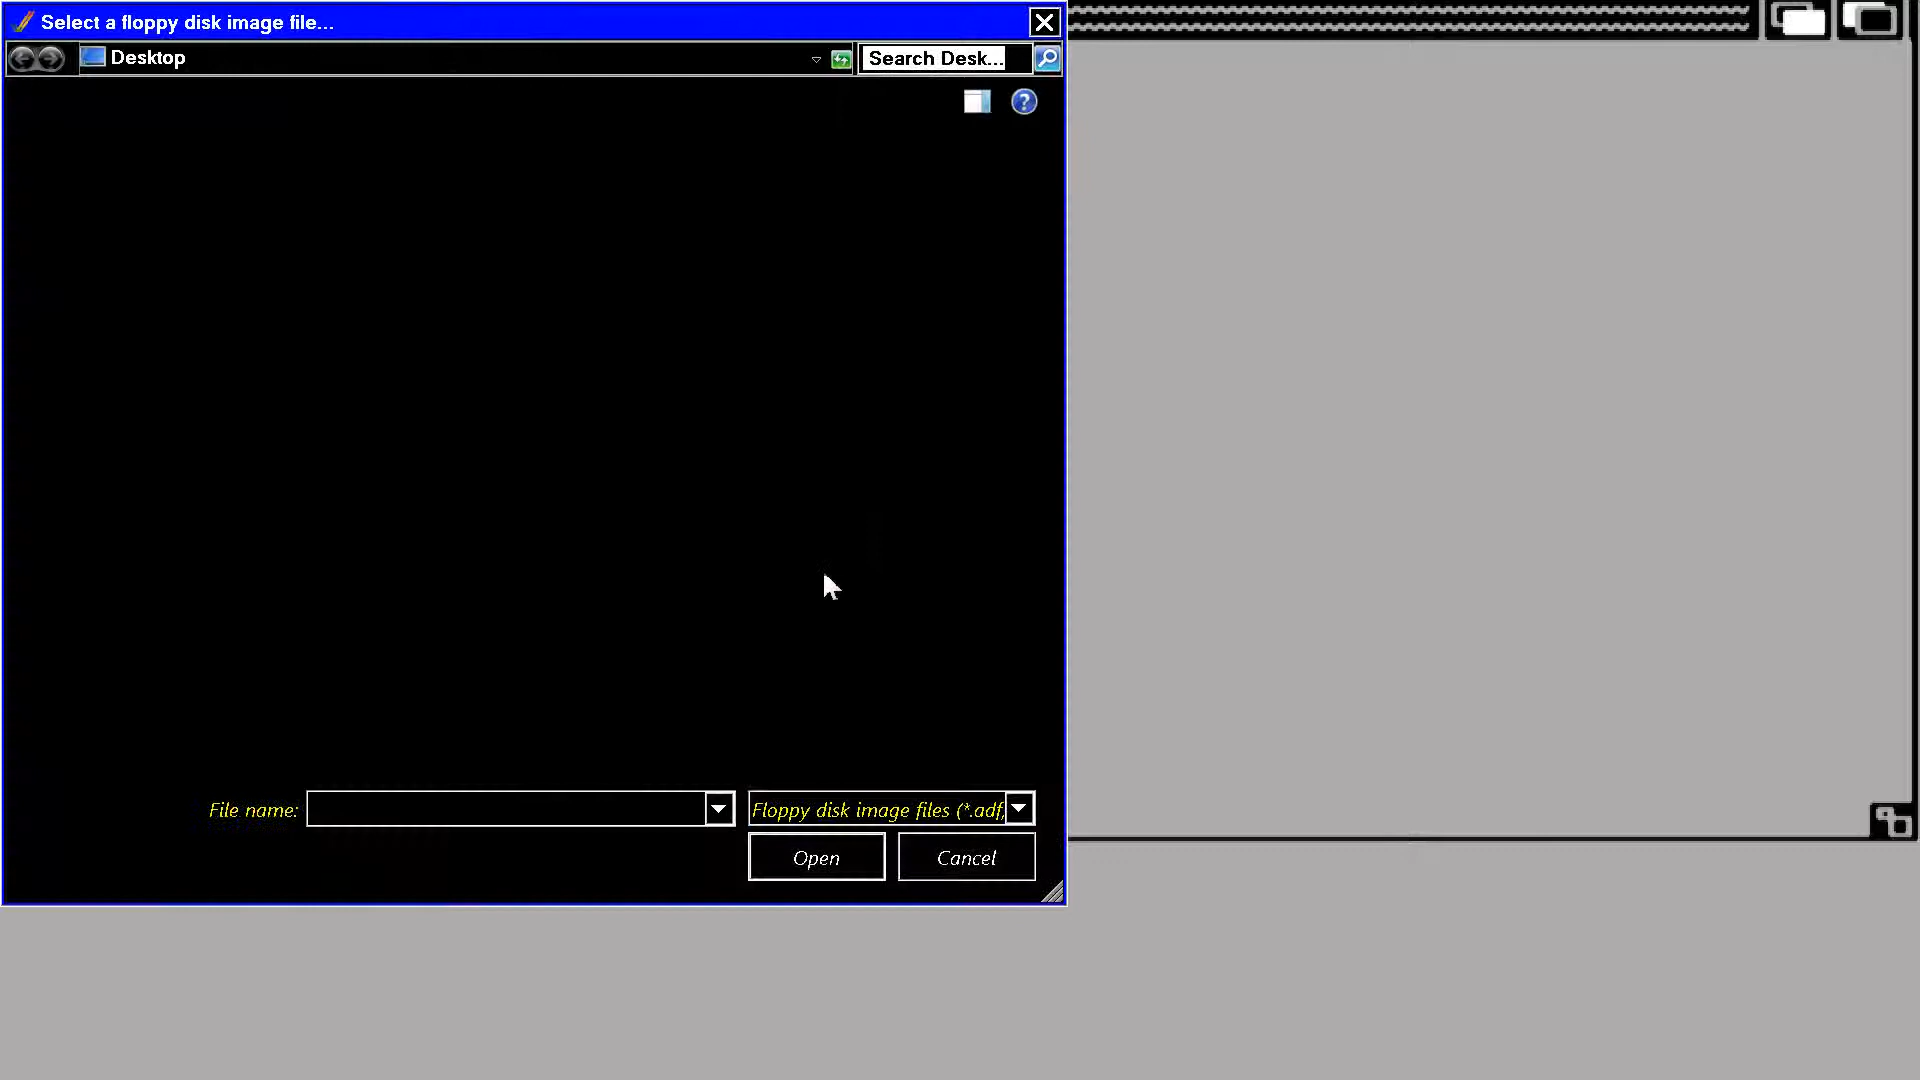 Select a floppy disk image file...
Desktop
Search Desk...
File name:
Floppy disk image files (*.adf,
Open
Cancel